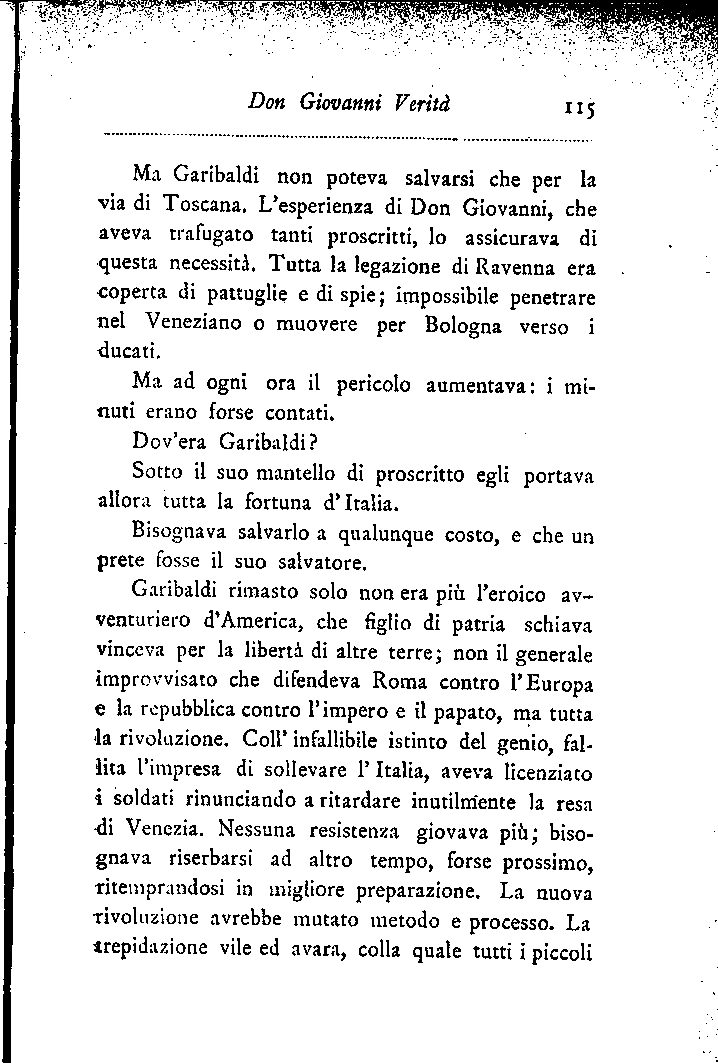 Don Giovanni Verità 115
Ma Garibaldi non poteva salvarsi che per la
via di Toscana. L'esperienza di Don Giovanni, che
aveva trafugato tanti proscritti, lo assicurava di
questa necessità. Tutta la legazione di Ravenna era
coperta di pattuglie e di spie; impossibile penetrare
nel Veneziano o muovere per Bologna verso i
ducati.
Ma ad ogni ora il pericolo aumentava: i mi-
nuti erano forse contati.
Dov'era Garibaldi?
Sotto il suo mantello di proscritto egli portava
allora tutta la fortuna d'Italia.
Bisognava salvarlo a qualunque costo, e che un
prete fosse il suo salvatore.
Garibaldi rimasto solo non era più l'eroico av-
venturiero d'America, che figlio di patria schiava
vinceva per la libertà di altre terre; non il generale
improvvisato che difendeva Roma contro l'Europa
e la repubblica contro l'impero e il papato, ma tutta
la rivoluzione. Coll'infallibile istinto del genio, fal-
lita l'impresa di sollevare l'Italia, aveva licenziato
i soldati rinunciando a ritardare inutilmente la resa
di Venezia. Nessuna resistenza giovava più; biso-
gnava riserbarsi ad altro tempo, forse prossimo,
ritemprandosi in migliore preparazione. La nuova
rivoluzione avrebbe mutato metodo e processo. La
trepidazione vile ed avara, colla quale tutti i piccoli